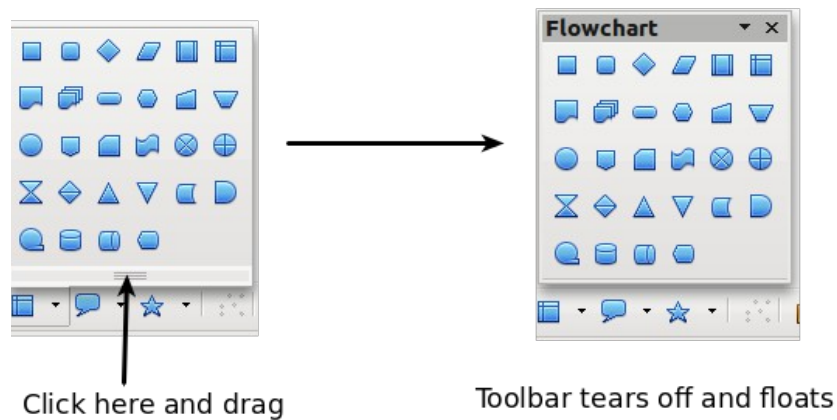 Flowchart
Click here and drag
Toolbar tears off and floats